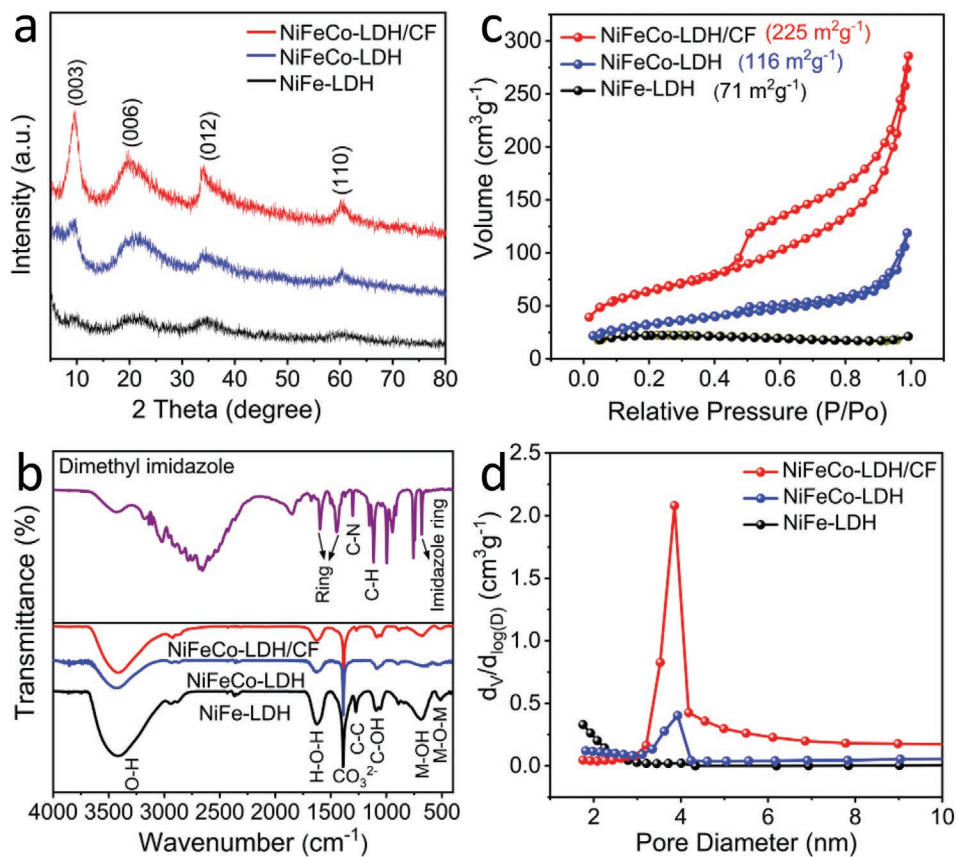 a
NiFeCo-LDH/CF
NiFeCo-LDH
NiFe-LDH
(003)
(006)
(012)
(110)
Intensity (a.u.)
10 20 30 40 50 60 70 80
2 Theta (degree)
c
NiFeCo-LDH/CF (225 m²g⁻¹)
NiFeCo-LDH (116 m²g⁻¹)
NiFe-LDH (71 m²g⁻¹)
Volume (cm³g⁻¹)
300
250
200
150
100
50
0
0.0 0.2 0.4 0.6 0.8 1.0
Relative Pressure (P/Po)
b
Dimethyl imidazole
Ring
C-N
C-H
Imidazole ring
Transmittance (%)
NiFeCo-LDH/CF
NiFeCo-LDH
NiFe-LDH
O-H
H-O-H
CO₃²⁻
C-C
C-OH
M-OH
M-O-M
4000 3000 2500 2000 1500 1000 500
Wavenumber (cm⁻¹)
d
NiFeCo-LDH/CF
NiFeCo-LDH
NiFe-LDH
dV/dlog(D) (cm³g⁻¹)
2.5
2.0
1.5
1.0
0.5
0.0
2 4 6 8 10
Pore Diameter (nm)